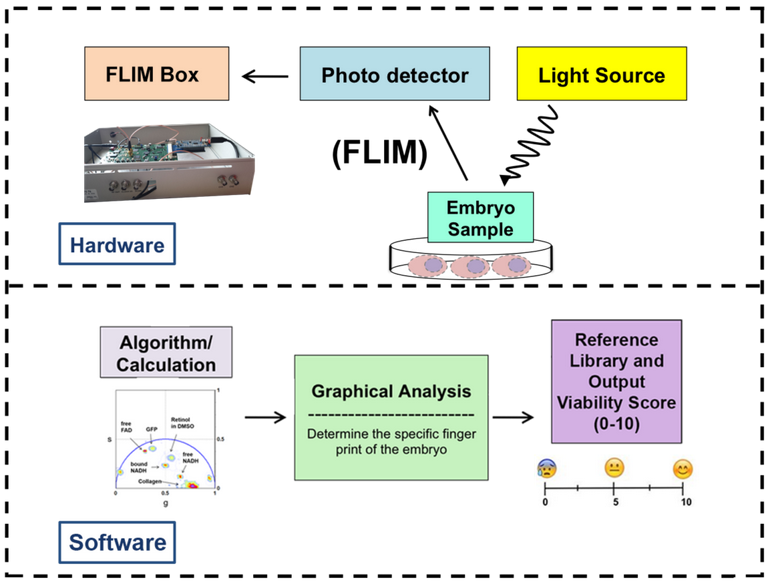 FLIM Box
Photo detector
Light Source
(FLIM)
Embryo
Sample
Hardware
Algorithm/
Calculation
1
free
FAD
GFP
Retinol
in DMSO
S
0.5
bound
NADH
free
NADH
Collagen
0
0.5
1
0
g
Graphical Analysis
-------------------------
Determine the specific finger
print of the embryo
Reference
Library and
Output
Viability Score
(0-10)
0
5
10
Software